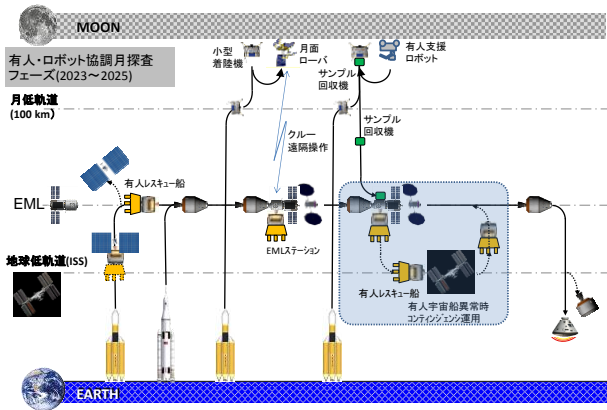 MOON
有人・ロボット協調月探査
フェーズ(2023～2025)
小型
着陸機
月面
ローバ
サンプル
回収機
有人支援
ロボット
月低軌道
(100 km)
クルー
遠隔操作
サンプル
回収機
有人レスキュー船
EML
EMLステーション
地球低軌道(ISS)
有人レスキュー船
有人宇宙船異常時
コンティンジェンシ運用
EARTH